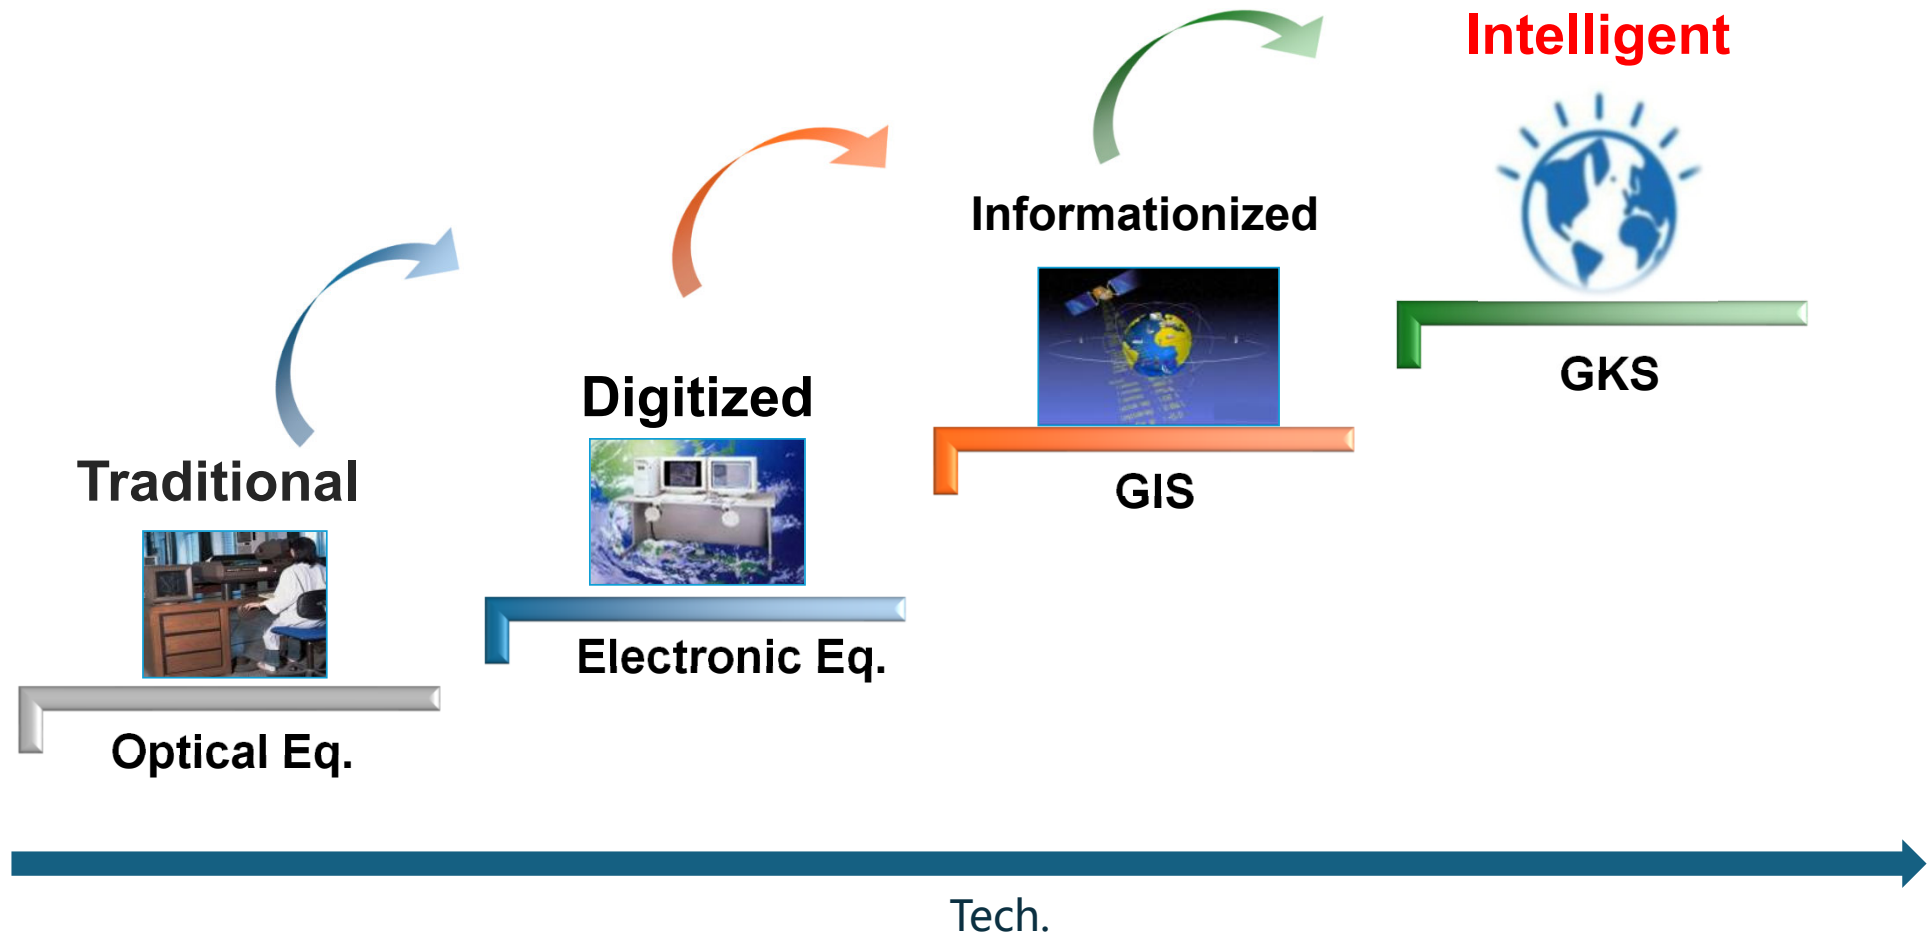 Intelligent
Informationized
GKS
Digitized
GIS
Traditional
Electronic Eq.
Optical Eq.
Tech.